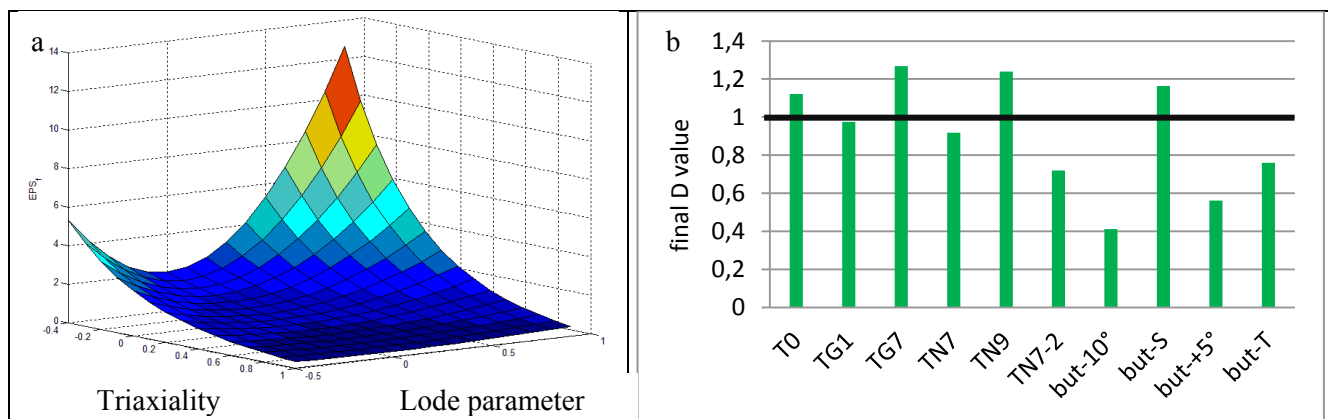 a
14
12
10
8
6
4
2
0
EPSf
-0.4
-0.2
0
0.2
0.4
0.6
0.8
1
-0.5
0
0.5
1
Triaxiality
Lode parameter
b
1,4
1,2
1
0,8
0,6
0,4
0,2
0
final D value
T0
TG1
TG7
TN7
TN9
TN7-2
but-10°
but-S
but-+5°
but-T